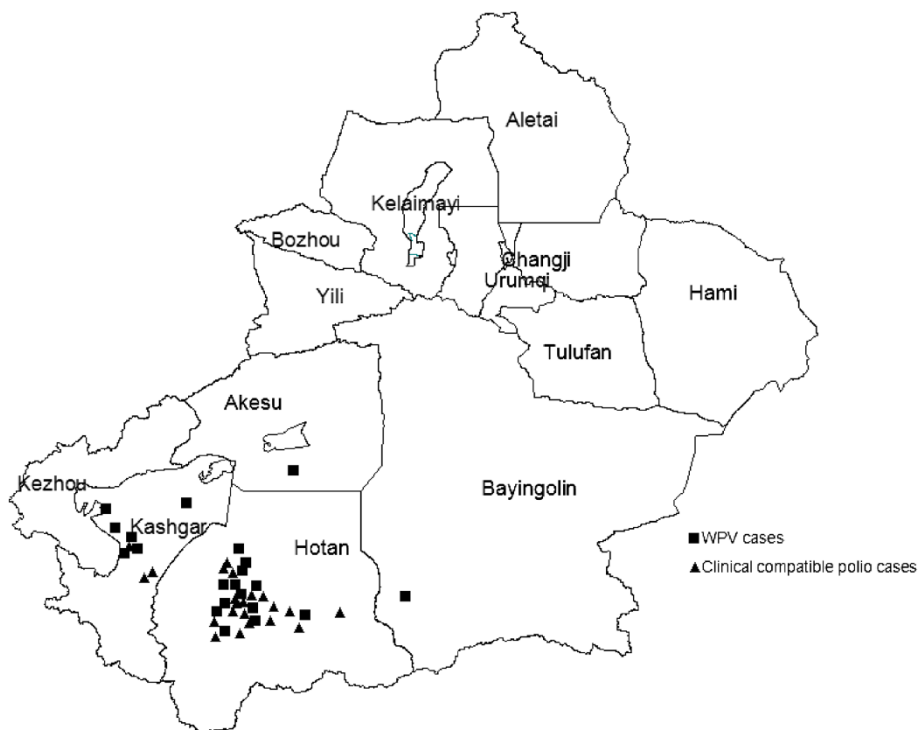 Aletai
Kelaimayi
Bozhou
Changji
Urumqi
Yili
Hami
Tulufan
Akesu
Kezhou
Bayingolin
Kashgar
Hotan
WPV cases
Clinical compatible polio cases